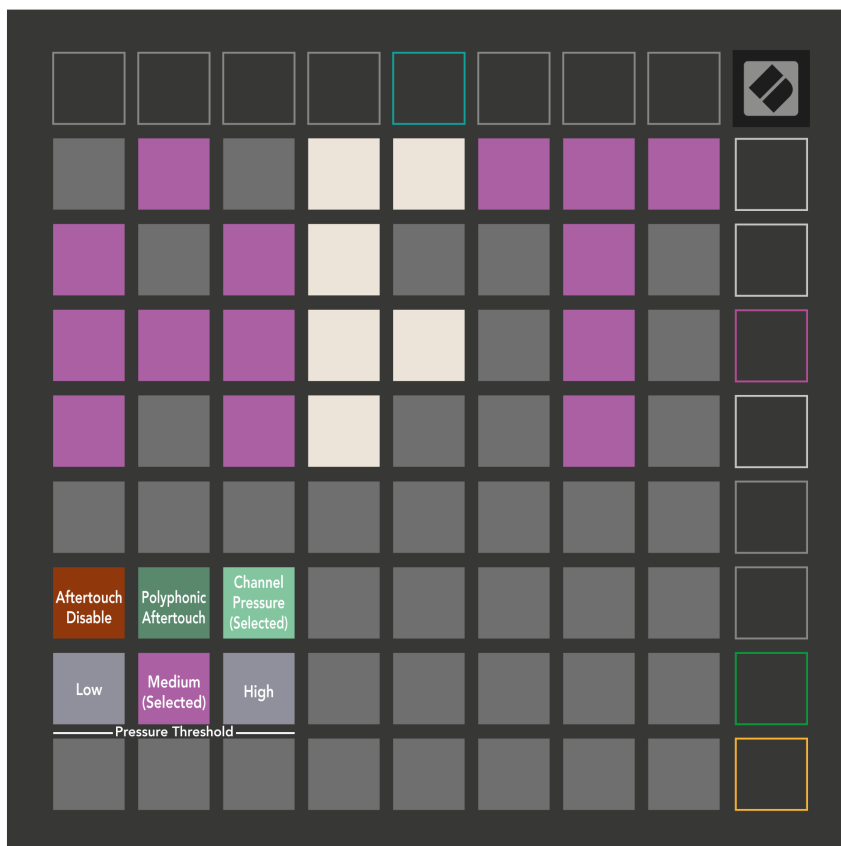 Aftertouch
Disable
Polyphonic
Aftertouch
Channel
Pressure
(Selected)
Low
Medium
(Selected)
High
Pressure Threshold